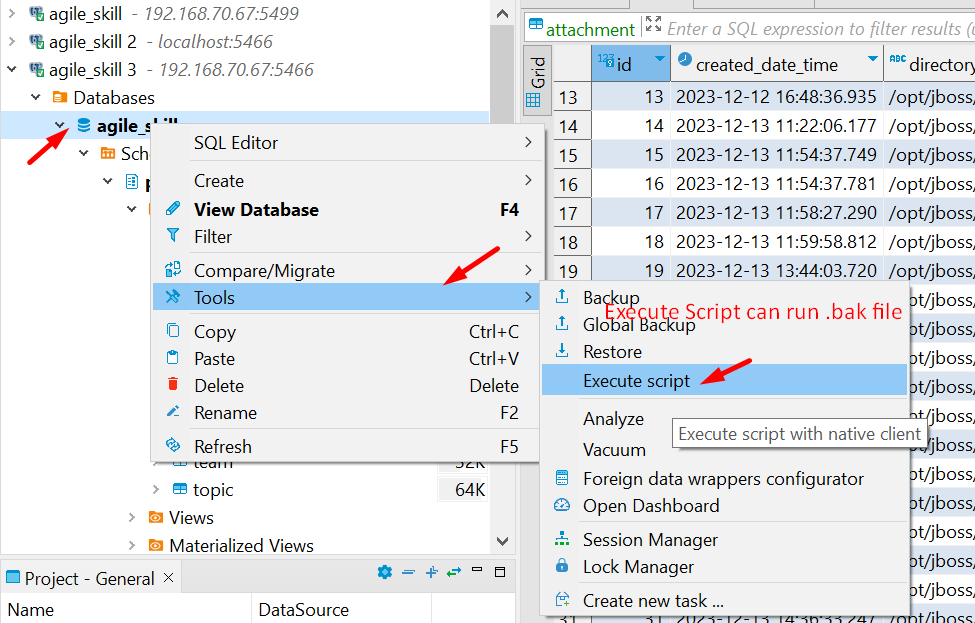 agile_skill - 192.168.70.67:5499
agile_skill 2 - localhost:5466
agile_skill 3 - 192.168.70.67:5466
Databases
agile_skill
SQL Editor
Create
View Database F4
Filter
Compare/Migrate
Tools
Copy Ctrl+C
Paste Ctrl+V
Delete Delete
Rename F2
Refresh F5
team 32K
topic 64K
Views
Materialized Views
Project - General
Name DataSource
attachment Enter a SQL expression to filter results (
Grid
123 id created_date_time ABC directory
13 13 2023-12-12 16:48:36.935 /opt/jboss/
14 14 2023-12-13 11:22:06.177 /opt/jboss/
15 15 2023-12-13 11:54:37.749 /opt/jboss/
16 16 2023-12-13 11:54:37.781 /opt/jboss/
17 17 2023-12-13 11:58:27.290 /opt/jboss/
18 18 2023-12-13 11:59:58.812 /opt/jboss/
19 19 2023-12-13 13:44:03.720 /opt/jboss/
Backup
Execute Script can run .bak file
Global Backup
Restore
Execute script
Analyze
Execute script with native client
Vacuum
Foreign data wrappers configurator
Open Dashboard
Session Manager
Lock Manager
Create new task ...